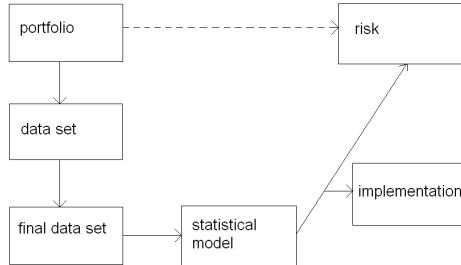 portfolio
risk
data set
implementation
final data set
statistical
model